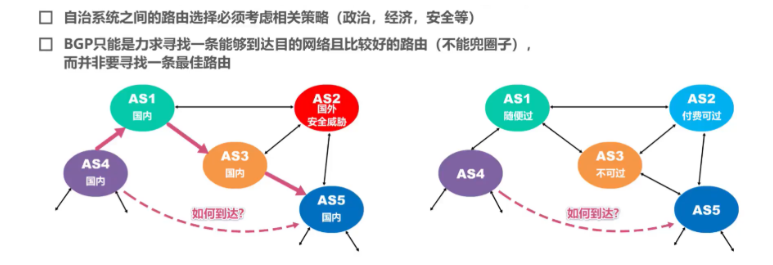 自治系统之间的路由选择必须考虑相关策略（政治，经济，安全等）
BGP只能是力求寻找一条能够到达目的网络且比较好的路由（不能兜圈子），
而并非要寻找一条最佳路由
AS1
国内
AS2
国外
安全威胁
AS3
国内
AS4
国内
AS5
国内
如何到达?
AS1
随便过
AS2
付费可过
AS3
不可过
AS4
AS5
如何到达?